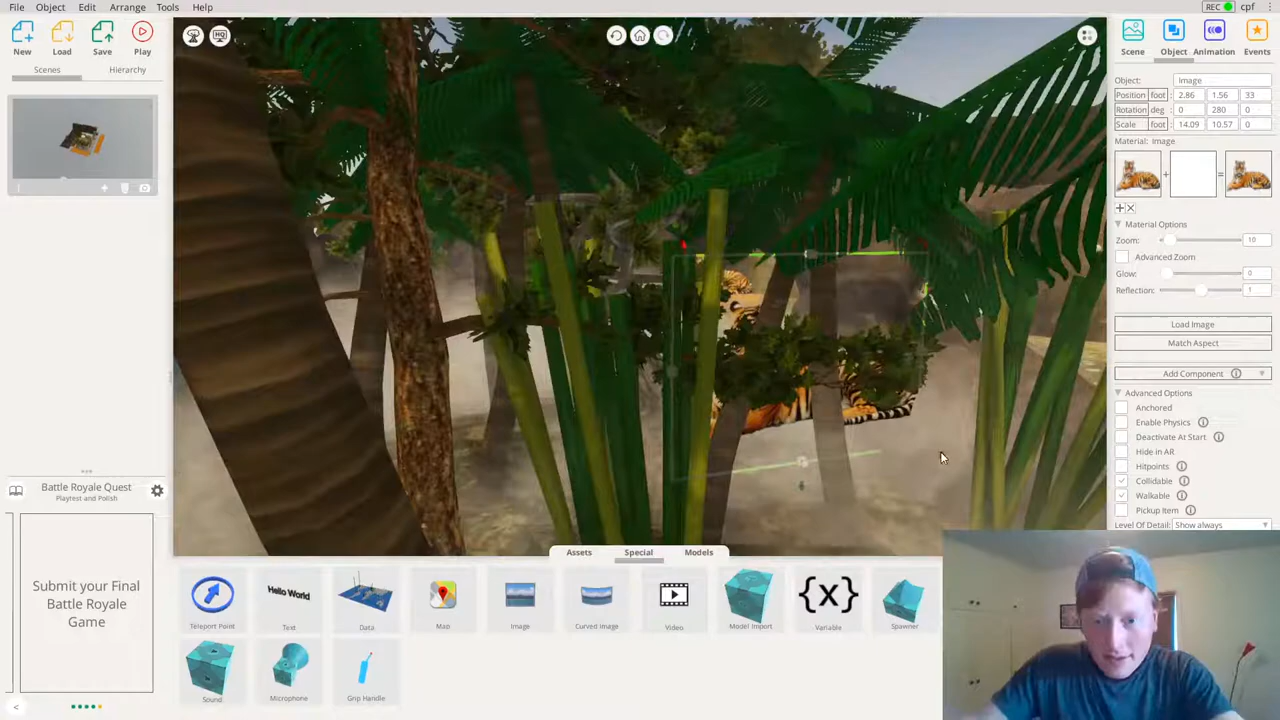 File Object Edit Arrange Tools Help REC cpf
New Load Save Play HQ Scene Object Animation Events
Scenes Hierarchy
Object: Image
Position foot 2.86 1.56 33
Rotation deg 0 280 0
Scale foot 14.09 10.57 0
Material: Image
+ =
Material Options
Zoom: 10
Advanced Zoom
Glow: 0
Reflection: 1
Load Image
Match Aspect
Add Component
Advanced Options
Anchored
Enable Physics
Deactivate At Start
Hide in AR
Hitpoints
Collidable
Walkable
Pickup Item
Level Of Detail: Show always
Battle Royale Quest
Playtest and Polish
Submit your Final
Battle Royale
Game
<
Assets Special Models
Hello World {x}
Teleport Point Text Data Map Image Curved Image Video Model Import Variable Spawner
Sound Microphone Grip Handle